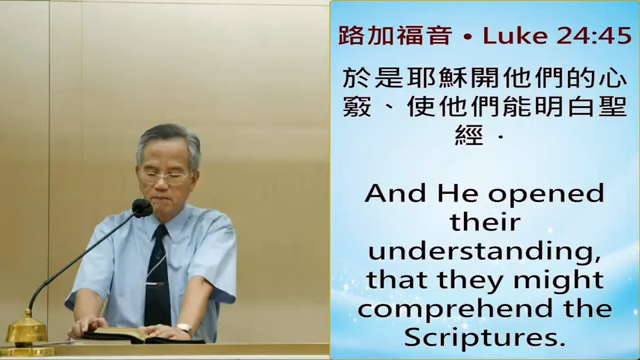 路加福音 • Luke 24:45
於是耶穌開他們的心
竅、使他們能明白聖
經．
And He opened
their
understanding,
that they might
comprehend the
Scriptures.